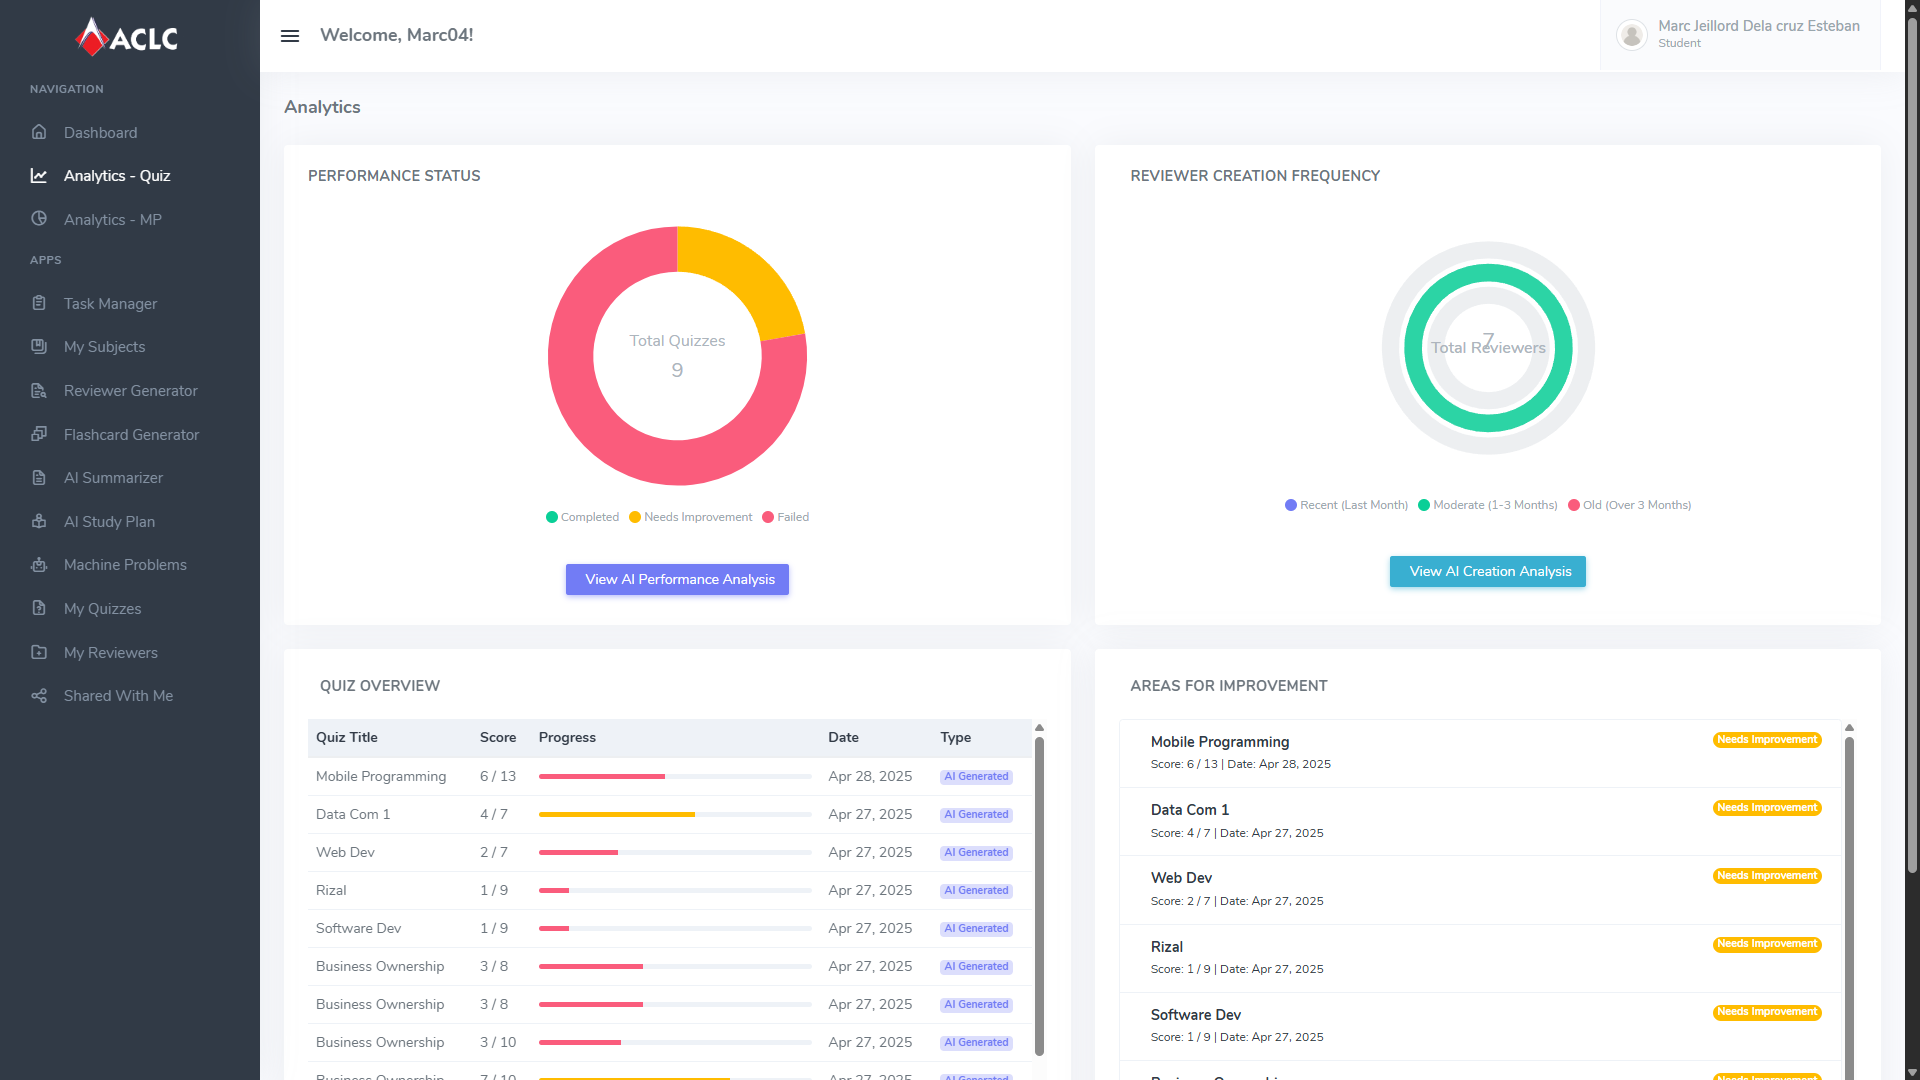 ACLC
Welcome, Marc04!
Marc Jeillord Dela cruz Esteban
Student
NAVIGATION
Dashboard
Analytics - Quiz
Analytics - MP
APPS
Task Manager
My Subjects
Reviewer Generator
Flashcard Generator
AI Summarizer
AI Study Plan
Machine Problems
My Quizzes
My Reviewers
Shared With Me
Analytics
PERFORMANCE STATUS
Total Quizzes
9
Completed Needs Improvement Failed
View AI Performance Analysis
REVIEWER CREATION FREQUENCY
7
Total Reviewers
Recent (Last Month) Moderate (1-3 Months) Old (Over 3 Months)
View AI Creation Analysis
QUIZ OVERVIEW
Quiz Title Score Progress Date Type
Mobile Programming 6 / 13 Apr 28, 2025 AI Generated
Data Com 1 4 / 7 Apr 27, 2025 AI Generated
Web Dev 2 / 7 Apr 27, 2025 AI Generated
Rizal 1 / 9 Apr 27, 2025 AI Generated
Software Dev 1 / 9 Apr 27, 2025 AI Generated
Business Ownership 3 / 8 Apr 27, 2025 AI Generated
Business Ownership 3 / 8 Apr 27, 2025 AI Generated
Business Ownership 3 / 10 Apr 27, 2025 AI Generated
Business Ownership 7 / 10 Apr 27, 2025 AI Generated
AREAS FOR IMPROVEMENT
Mobile Programming Needs Improvement
Score: 6 / 13 | Date: Apr 28, 2025
Data Com 1 Needs Improvement
Score: 4 / 7 | Date: Apr 27, 2025
Web Dev Needs Improvement
Score: 2 / 7 | Date: Apr 27, 2025
Rizal Needs Improvement
Score: 1 / 9 | Date: Apr 27, 2025
Software Dev Needs Improvement
Score: 1 / 9 | Date: Apr 27, 2025
Business Ownership Needs Improvement